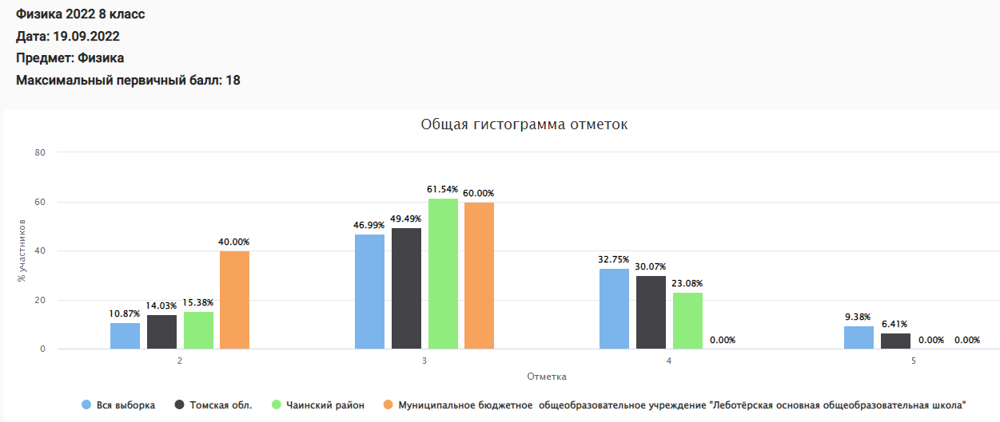 Физика 2022 8 класс
Дата: 19.09.2022
Предмет: Физика
Максимальный первичный балл: 18
Общая гистограмма отметок
% участников
80
60
40
20
0
10.87% 14.03% 15.38% 40.00%
46.99% 49.49% 61.54% 60.00%
32.75% 30.07% 23.08% 0.00%
9.38% 6.41% 0.00% 0.00%
2 3 4 5
Отметка
Вся выборка Томская обл. Чаинский район Муниципальное бюджетное общеобразовательное учреждение "Леботёрская основная общеобразовательная школа"